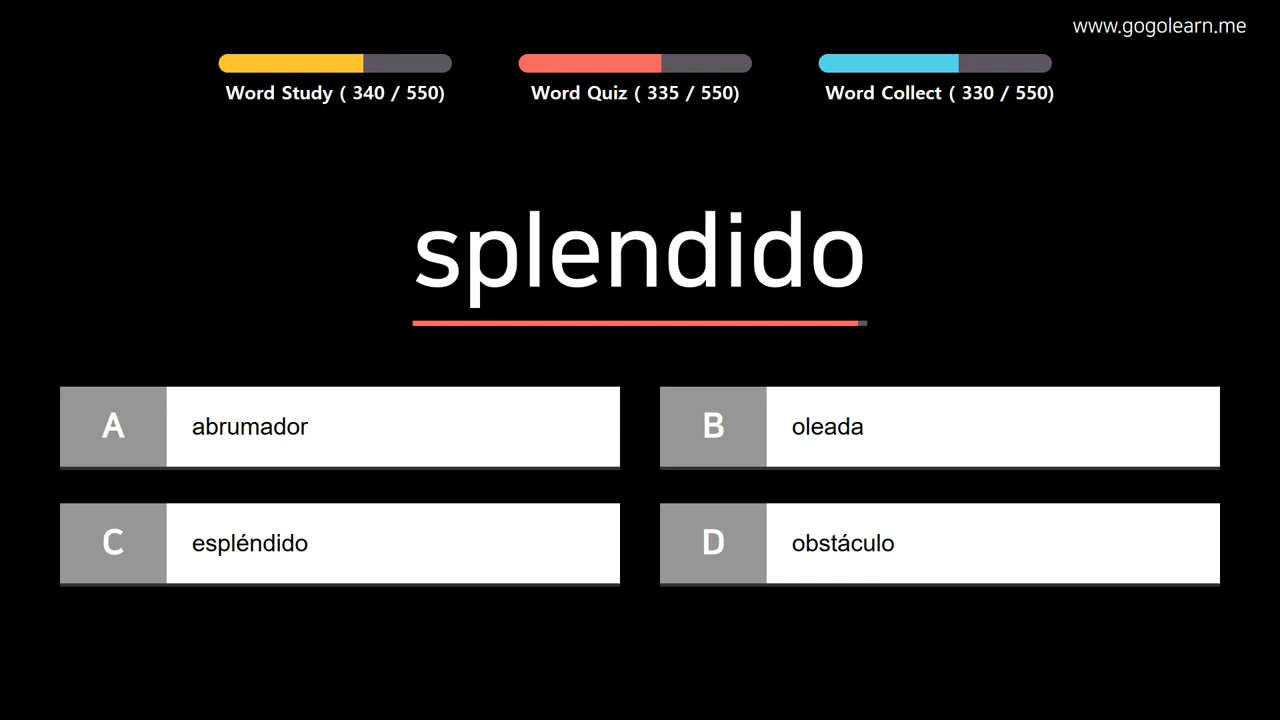 www.gogolearn.me
Word Study ( 340 / 550)
Word Quiz ( 335 / 550)
Word Collect ( 330 / 550)
splendido
A
abrumador
B
oleada
C
espléndido
D
obstáculo